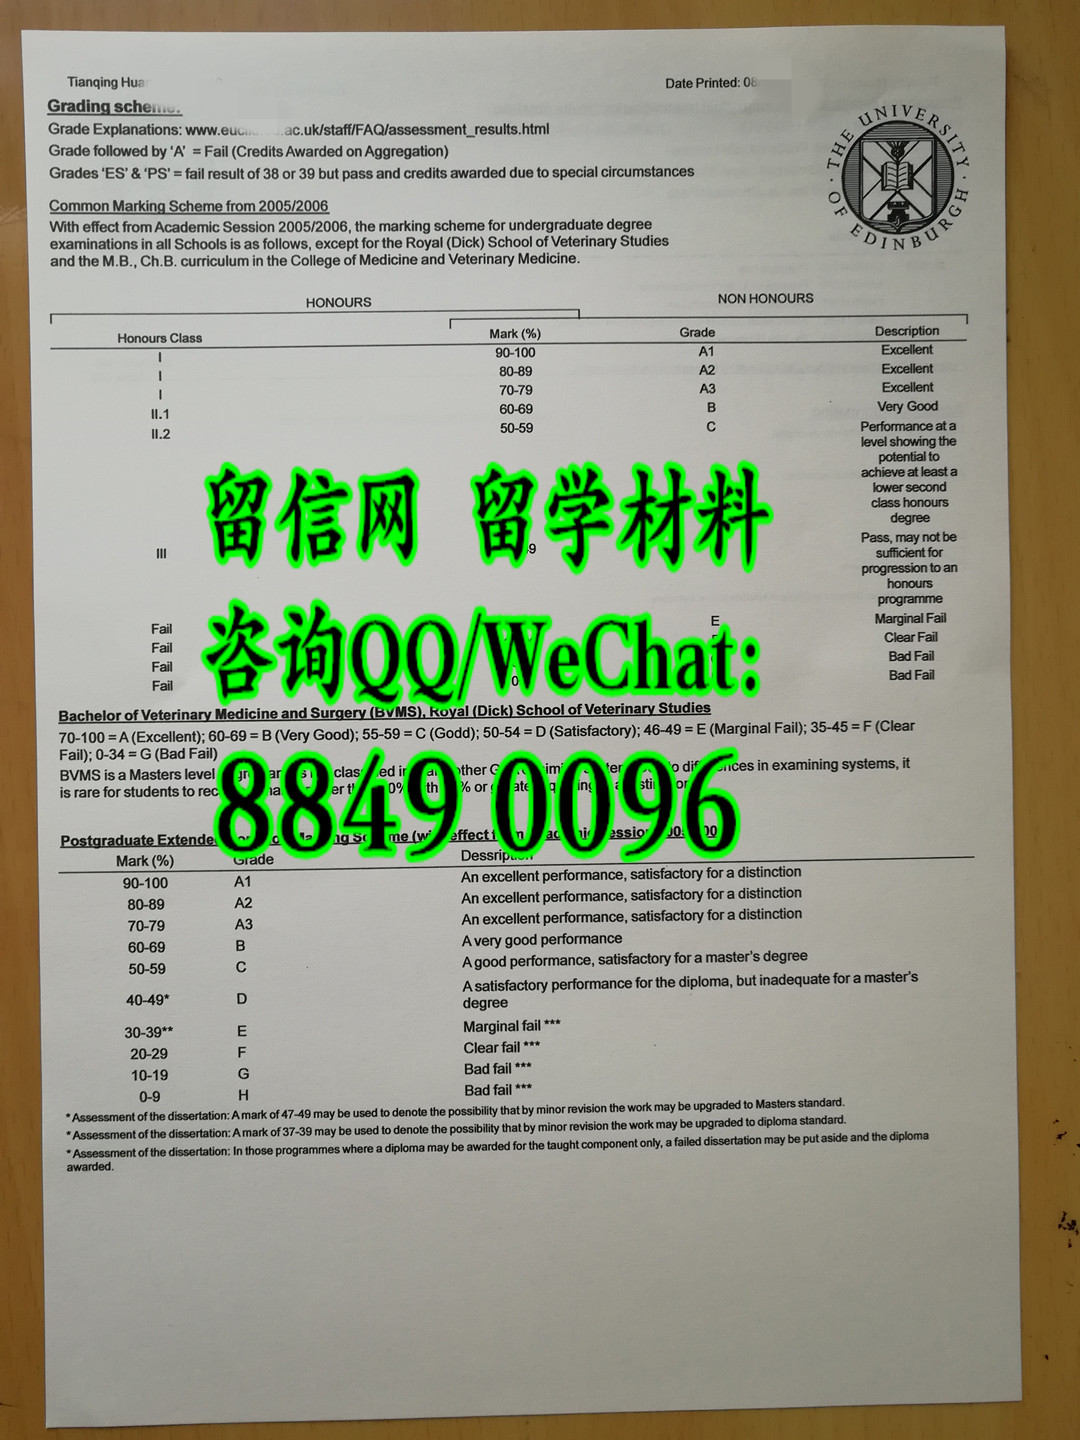 Tianqing Hua
Date Printed: 08
Grading scheme.
Grade Explanations: www.euc ac.uk/staff/FAQ/assessment_results.html
Grade followed by 'A' = Fail (Credits Awarded on Aggregation)
Grades 'ES' & 'PS' = fail result of 38 or 39 but pass and credits awarded due to special circumstances
THE UNIVERSITY OF EDINBURGH
Common Marking Scheme from 2005/2006
With effect from Academic Session 2005/2006, the marking scheme for undergraduate degree
examinations in all Schools is as follows, except for the Royal (Dick) School of Veterinary Studies
and the M.B., Ch.B. curriculum in the College of Medicine and Veterinary Medicine.
HONOURS NON HONOURS
Honours Class Mark (%) Grade Description
I 90-100 A1 Excellent
I 80-89 A2 Excellent
I 70-79 A3 Excellent
II.1 60-69 B Very Good
II.2 50-59 C Performance at a
level showing the
potential to
achieve at least a
lower second
class honours
degree
III 9 Pass, may not be
sufficient for
progression to an
honours
programme
Fail E Marginal Fail
Fail Clear Fail
Fail Bad Fail
Fail 0 Bad Fail
留信网 留学材料
咨询QQ/WeChat:
8849 0096
Bachelor of Veterinary Medicine and Surgery (BVMS), Royal (Dick) School of Veterinary Studies
70-100 = A (Excellent); 60-69 = B (Very Good); 55-59 = C (Godd); 50-54 = D (Satisfactory); 46-49 = E (Marginal Fail); 35-45 = F (Clear
Fail); 0-34 = G (Bad Fail)
BVMS is a Masters level in examining systems, it
is rare for students to
Postgraduate Scheme
Mark (%) Grade
90-100 A1 An excellent performance, satisfactory for a distinction
80-89 A2 An excellent performance, satisfactory for a distinction
70-79 A3 An excellent performance, satisfactory for a distinction
60-69 B A very good performance
50-59 C A good performance, satisfactory for a master's degree
40-49* D A satisfactory performance for the diploma, but inadequate for a master's
degree
30-39** E Marginal fail ***
20-29 F Clear fail ***
10-19 G Bad fail ***
0-9 H Bad fail ***
* Assessment of the dissertation: A mark of 47-49 may be used to denote the possibility that by minor revision the work may be upgraded to Masters standard.
* Assessment of the dissertation: A mark of 37-39 may be used to denote the possibility that by minor revision the work may be upgraded to diploma standard.
* Assessment of the dissertation: In those programmes where a diploma may be awarded for the taught component only, a failed dissertation may be put aside and the diploma
awarded.